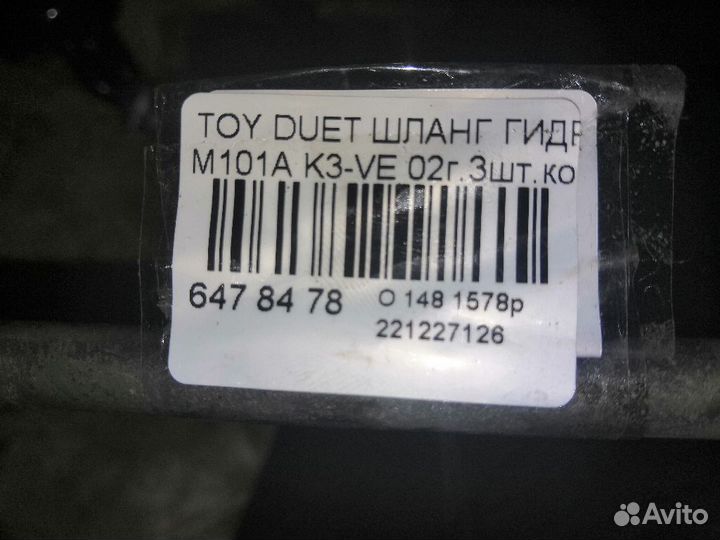 TOY DUET ШЛАНГ ГИДР
M101A K3-VE 02г.3шт.ко
647 84 78 О 148 1578р
221227126
Avito